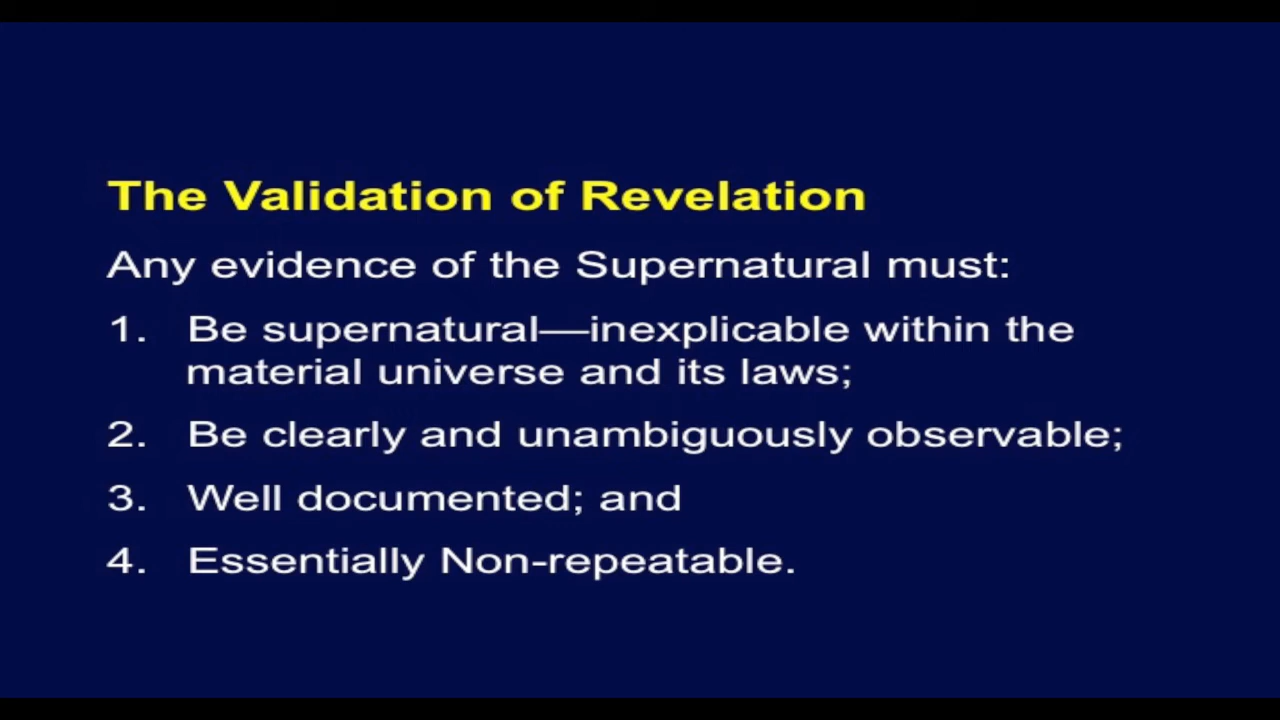 The Validation of Revelation
Any evidence of the Supernatural must:
1. Be supernatural—inexplicable within the
material universe and its laws;
2. Be clearly and unambiguously observable;
3. Well documented; and
4. Essentially Non-repeatable.